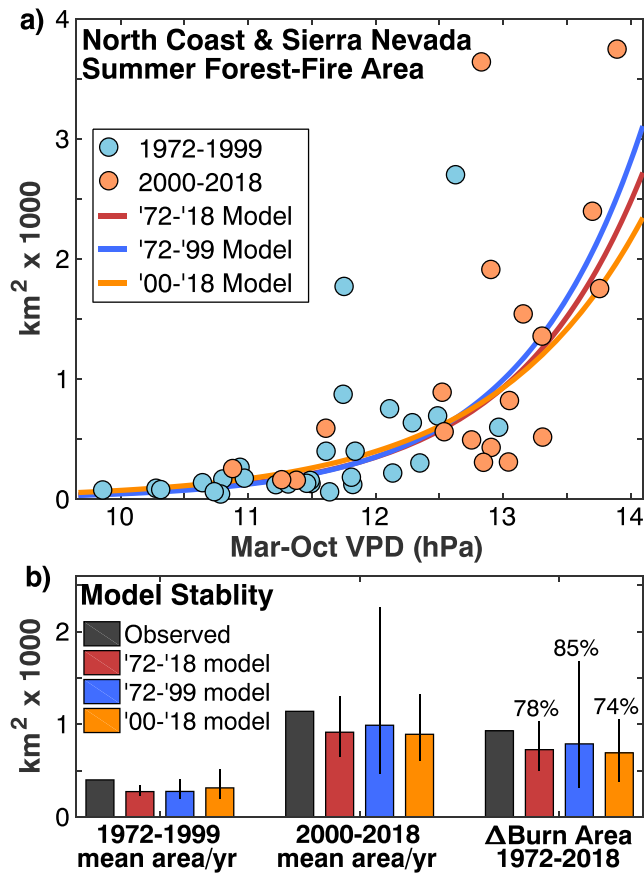 a)
North Coast & Sierra Nevada
Summer Forest-Fire Area
1972-1999
2000-2018
'72-'18 Model
'72-'99 Model
'00-'18 Model
km² x 1000
4
3
2
1
0
10 11 12 13 14
Mar-Oct VPD (hPa)
b)
Model Stablity
Observed
'72-'18 model
'72-'99 model
'00-'18 model
km² x 1000
2
1
0
78% 85% 74%
1972-1999
mean area/yr
2000-2018
mean area/yr
ΔBurn Area
1972-2018